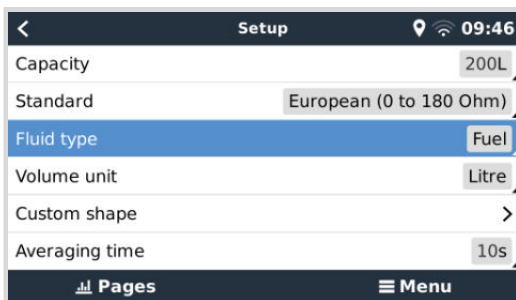 Setup 09:46
Capacity 200L
Standard European (0 to 180 Ohm)
Fluid type Fuel
Volume unit Litre
Custom shape
Averaging time 10s
Pages Menu